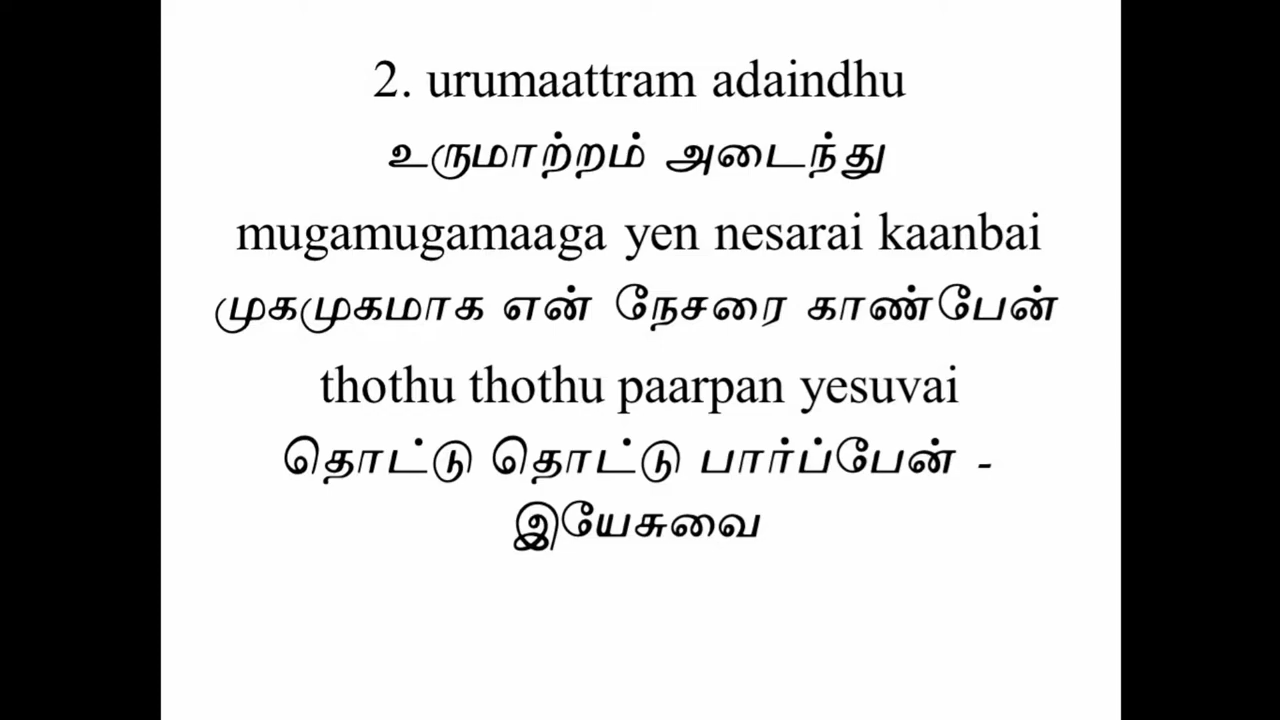 2. urumaattram adaindhu
உருமாற்றம் அடைந்து
mugamugamaaga yen nesarai kaanbai
முகமுகமாக என் நேசரை காண்பேன்
thothu thothu paarpan yesuvai
தொட்டு தொட்டு பார்ப்பேன் -
இயேசுவை